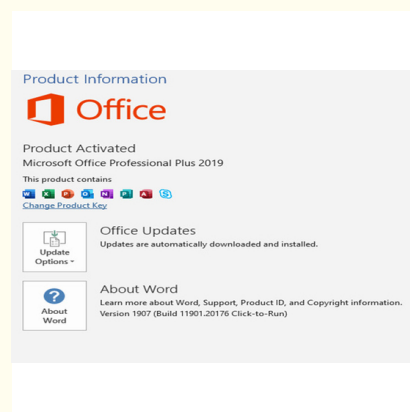 Product Information
Office
Product Activated
Microsoft Office Professional Plus 2019
This product contains
Change Product Key
Update
Options
Office Updates
Updates are automatically downloaded and installed.
About
Word
About Word
Learn more about Word, Support, Product ID, and Copyright information.
Version 1907 (Build 11901.20176 Click-to-Run)